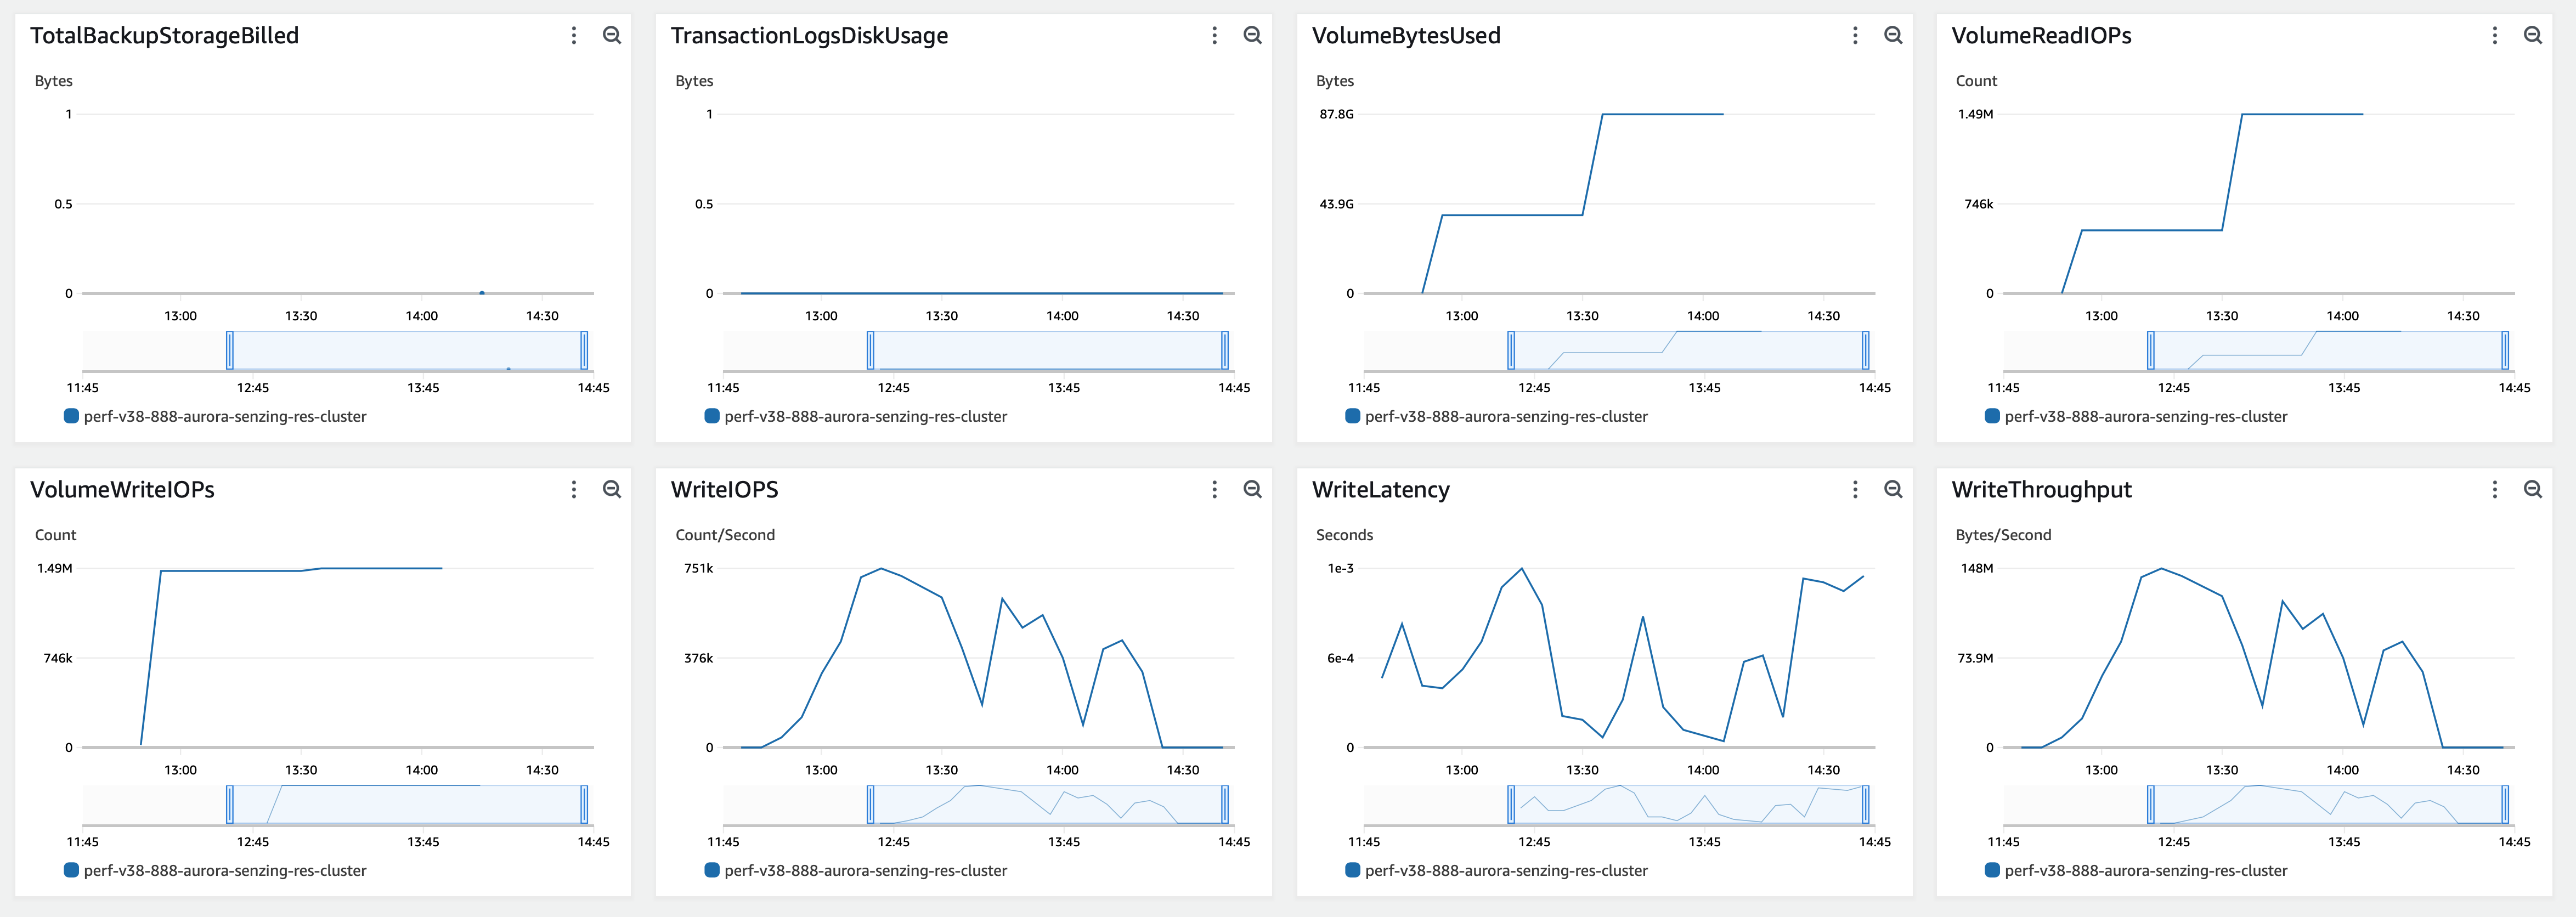 TotalBackupStorageBilled
Bytes
1
0.5
0
13:00 13:30 14:00 14:30
11:45 12:45 13:45 14:45
perf-v38-888-aurora-senzing-res-cluster
TransactionLogsDiskUsage
Bytes
1
0.5
0
13:00 13:30 14:00 14:30
11:45 12:45 13:45 14:45
perf-v38-888-aurora-senzing-res-cluster
VolumeBytesUsed
Bytes
87.8G
43.9G
0
13:00 13:30 14:00 14:30
11:45 12:45 13:45 14:45
perf-v38-888-aurora-senzing-res-cluster
VolumeReadIOPs
Count
1.49M
746k
0
13:00 13:30 14:00 14:30
11:45 12:45 13:45 14:45
perf-v38-888-aurora-senzing-res-cluster
VolumeWriteIOPs
Count
1.49M
746k
0
13:00 13:30 14:00 14:30
11:45 12:45 13:45 14:45
perf-v38-888-aurora-senzing-res-cluster
WriteIOPS
Count/Second
751k
376k
0
13:00 13:30 14:00 14:30
11:45 12:45 13:45 14:45
perf-v38-888-aurora-senzing-res-cluster
WriteLatency
Seconds
1e-3
6e-4
0
13:00 13:30 14:00 14:30
11:45 12:45 13:45 14:45
perf-v38-888-aurora-senzing-res-cluster
WriteThroughput
Bytes/Second
148M
73.9M
0
13:00 13:30 14:00 14:30
11:45 12:45 13:45 14:45
perf-v38-888-aurora-senzing-res-cluster